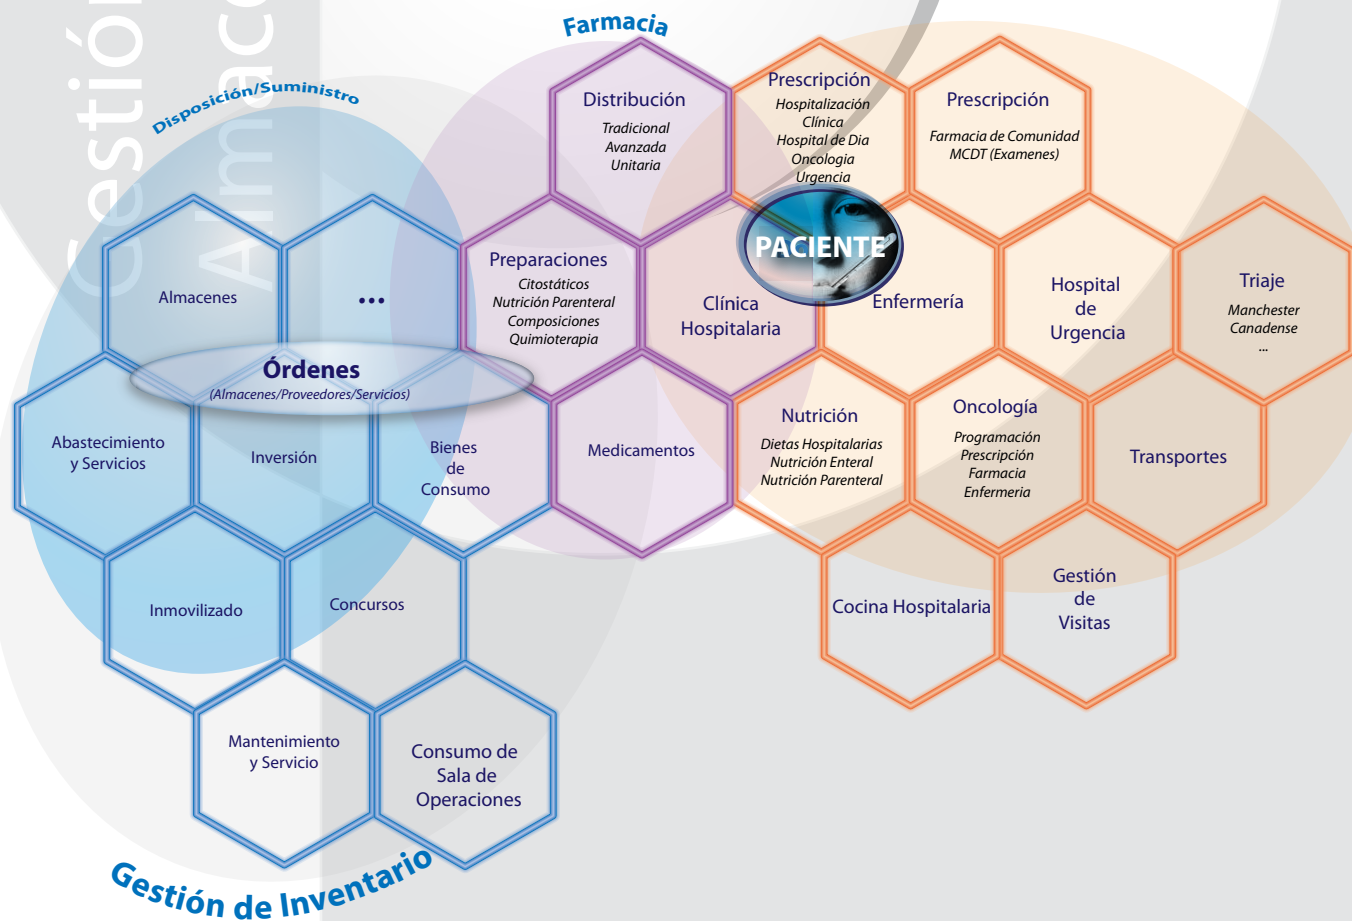 Gestión
Almac
Farmacia
Disposición/Suministro
Distribución
Tradicional
Avanzada
Unitaria
Prescripción
Hospitalización
Clínica
Hospital de Dia
Oncologia
Urgencia
Prescripción
Farmacia de Comunidad
MCDT (Examenes)
PACIENTE
Almacenes
...
Preparaciones
Citostáticos
Nutrición Parenteral
Composiciones
Quimioterapia
Clínica
Hospitalaria
Enfermería
Hospital
de
Urgencia
Triaje
Manchester
Canadense
...
Órdenes
(Almacenes/Proveedores/Servicios)
Abastecimiento
y Servicios
Inversión
Bienes
de
Consumo
Medicamentos
Nutrición
Dietas Hospitalarias
Nutrición Enteral
Nutrición Parenteral
Oncología
Programación
Prescripción
Farmacia
Enfermeria
Transportes
Inmovilizado
Concursos
Cocina Hospitalaria
Gestión
de
Visitas
Mantenimiento
y Servicio
Consumo de
Sala de
Operaciones
Gestión de Inventario